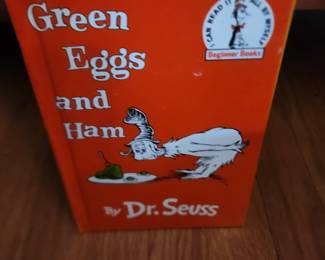 Green
Eggs
and
Ham
I CAN READ IT ALL BY MYSELF
Beginner Books
By Dr. Seuss